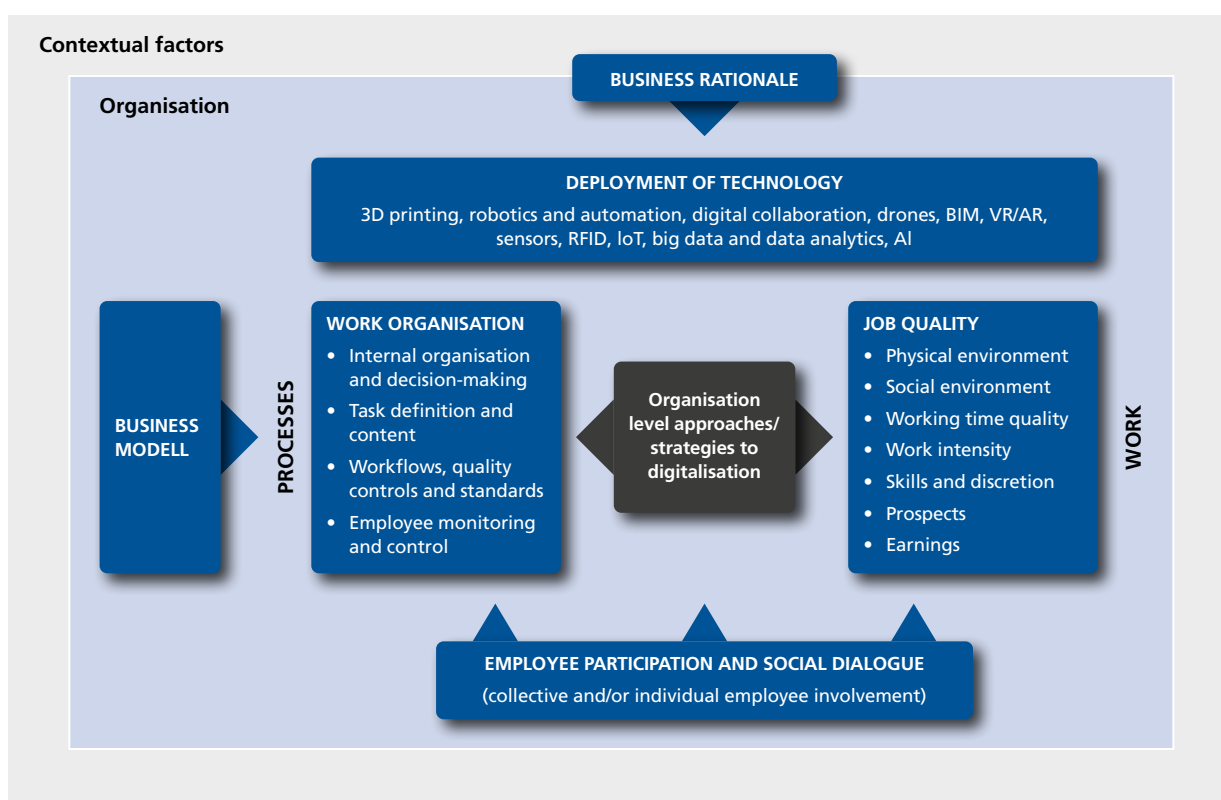 Contextual factors
BUSINESS RATIONALE
Organisation
DEPLOYMENT OF TECHNOLOGY
3D printing, robotics and automation, digital collaboration, drones, BIM, VR/AR,
sensors, RFID, loT, big data and data analytics, Al
BUSINESS
MODELL
PROCESSES
WORK ORGANISATION
• Internal organisation
and decision-making
• Task definition and
content
• Workflows, quality
controls and standards
• Employee monitoring
and control
Organisation
level approaches/
strategies to
digitalisation
JOB QUALITY
• Physical environment
• Social environment
• Working time quality
• Work intensity
• Skills and discretion
• Prospects
• Earnings
WORK
EMPLOYEE PARTICIPATION AND SOCIAL DIALOGUE
(collective and/or individual employee involvement)